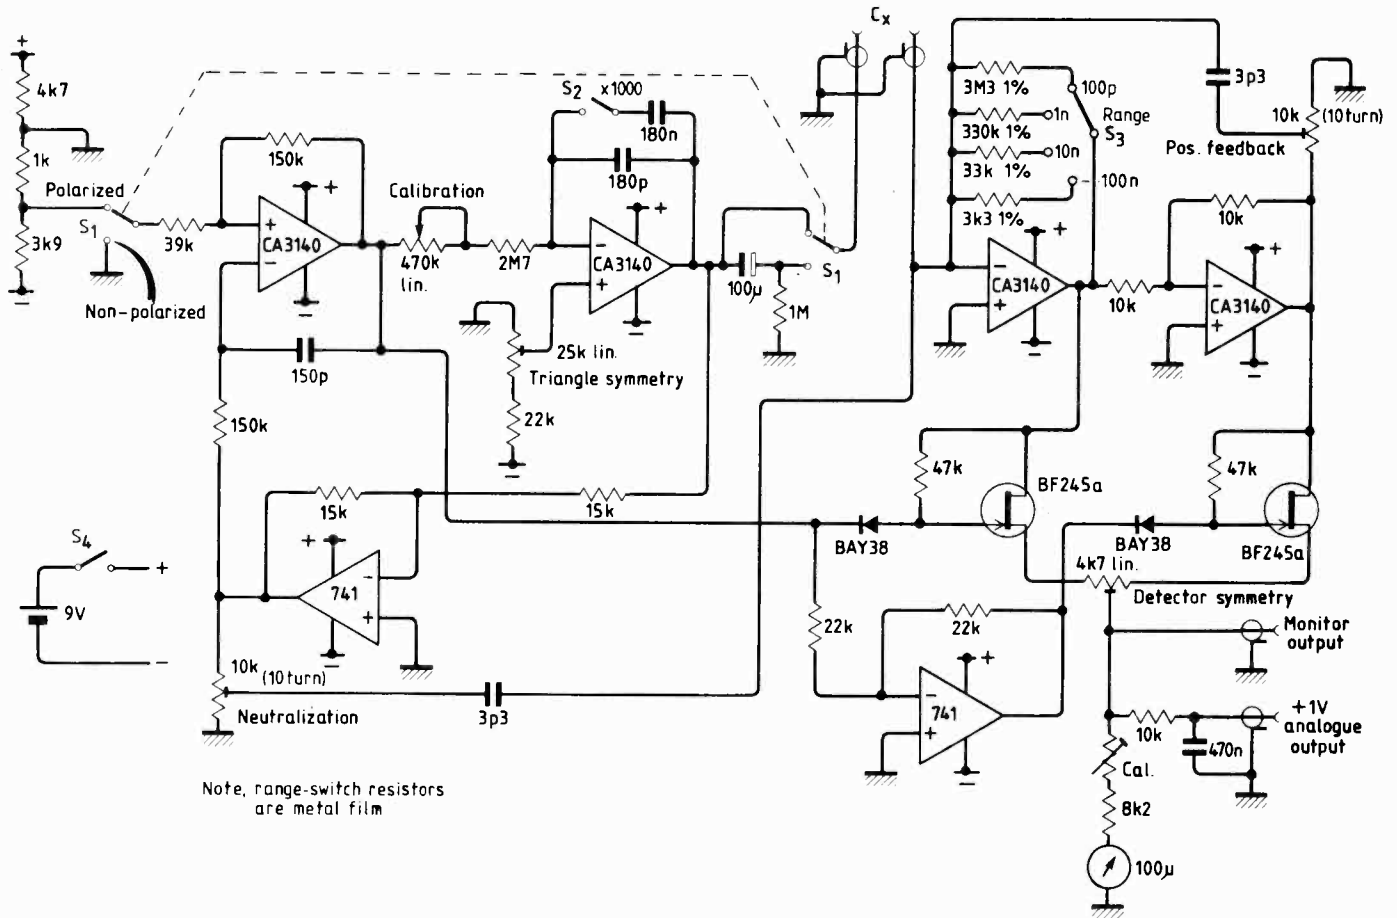 +
4k7
1k
3k9
−
Polarized
S1
Non-polarized
39k
150k
+
+
CA3140
−
−
150p
150k
Calibration
470k
lin.
2M7
S2
x1000
180n
180p
+
−
CA3140
+
−
25k lin.
Triangle symmetry
22k
−
100µ
1M
S1
Cx
3M3 1%
330k 1%
33k 1%
3k3 1%
100p
1n
10n
100n
Range
S3
3p3
10k
(10turn)
Pos. feedback
+
−
CA3140
+
−
10k
10k
+
−
CA3140
+
−
15k
15k
+
−
741
+
−
S4
+
9V
−
10k
(10turn)
Neutralization
3p3
47k
BF245a
BAY38
47k
BF245a
BAY38
4k7 lin.
Detector symmetry
22k
22k
+
−
741
+
−
Monitor
output
+1V
analogue
output
10k
470n
Cal.
8k2
100µ
Note, range-switch resistors
are metal film